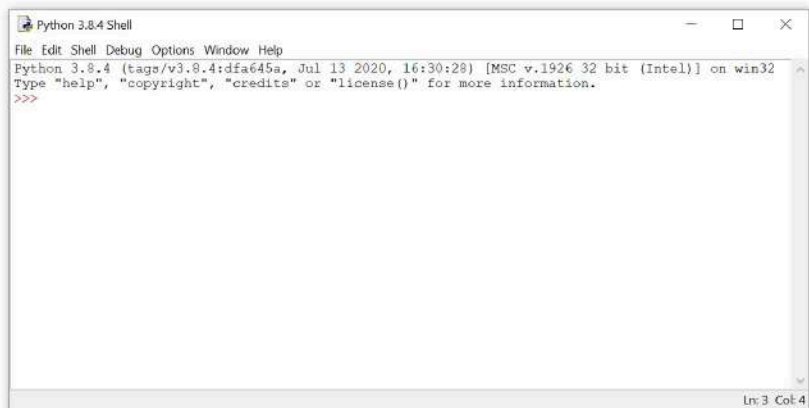 Python 3.8.4 Shell
File Edit Shell Debug Options Window Help
Python 3.8.4 (tags/v3.8.4:dfa645a, Jul 13 2020, 16:30:28) [MSC v.1926 32 bit (Intel)] on win32
Type "help", "copyright", "credits" or "license()" for more information.
>>>
Ln: 3 Col: 4